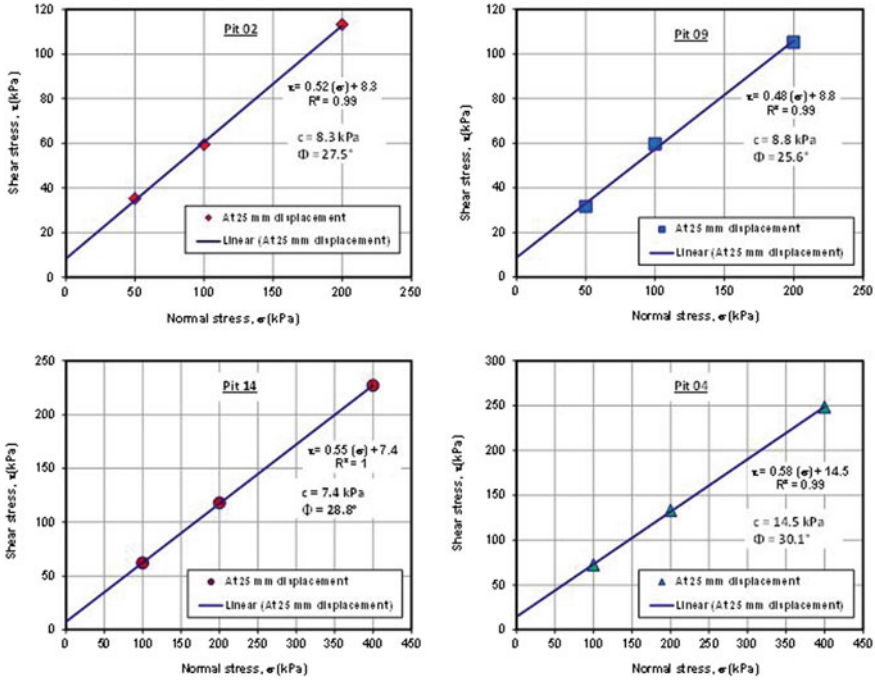 Pit 02
Shear stress, τ(kPa)
120
100
80
60
40
20
0
τ= 0.52 (σ) + 8.3
R² = 0.99
c = 8.3 kPa
Φ = 27.5°
At 25 mm displacement
Linear (At 25 mm displacement)
0 50 100 150 200 250
Normal stress, σ(kPa)
Pit 09
Shear stress, τ(kPa)
120
100
80
60
40
20
0
τ= 0.48 (σ) + 8.8
R² = 0.99
c = 8.8 kPa
Φ = 25.6°
At 25 mm displacement
Linear (At 25 mm displacement)
0 50 100 150 200 250
Normal stress, σ(kPa)
Pit 14
Shear stress, τ(kPa)
250
200
150
100
50
0
τ= 0.55 (σ) + 7.4
R² = 1
c = 7.4 kPa
Φ = 28.8°
At 25 mm displacement
Linear (At 25 mm displacement)
0 50 100 150 200 250 300 350 400 450
Normal stress, σ(kPa)
Pit 04
Shear stress, τ(kPa)
300
250
200
150
100
50
0
τ= 0.58 (σ) + 14.5
R² = 0.99
c = 14.5 kPa
Φ = 30.1°
At 25 mm displacement
Linear (At 25 mm displacement)
0 50 100 150 200 250 300 350 400 450
Normal stress, σ(kPa)